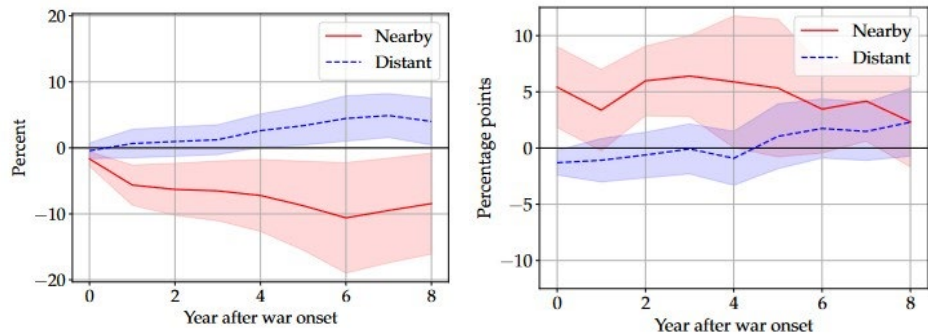 Percent
20
10
0
−10
−20
0 2 4 6 8
Year after war onset
Nearby
Distant
Percentage points
10
5
0
−5
−10
0 2 4 6 8
Year after war onset
Nearby
Distant